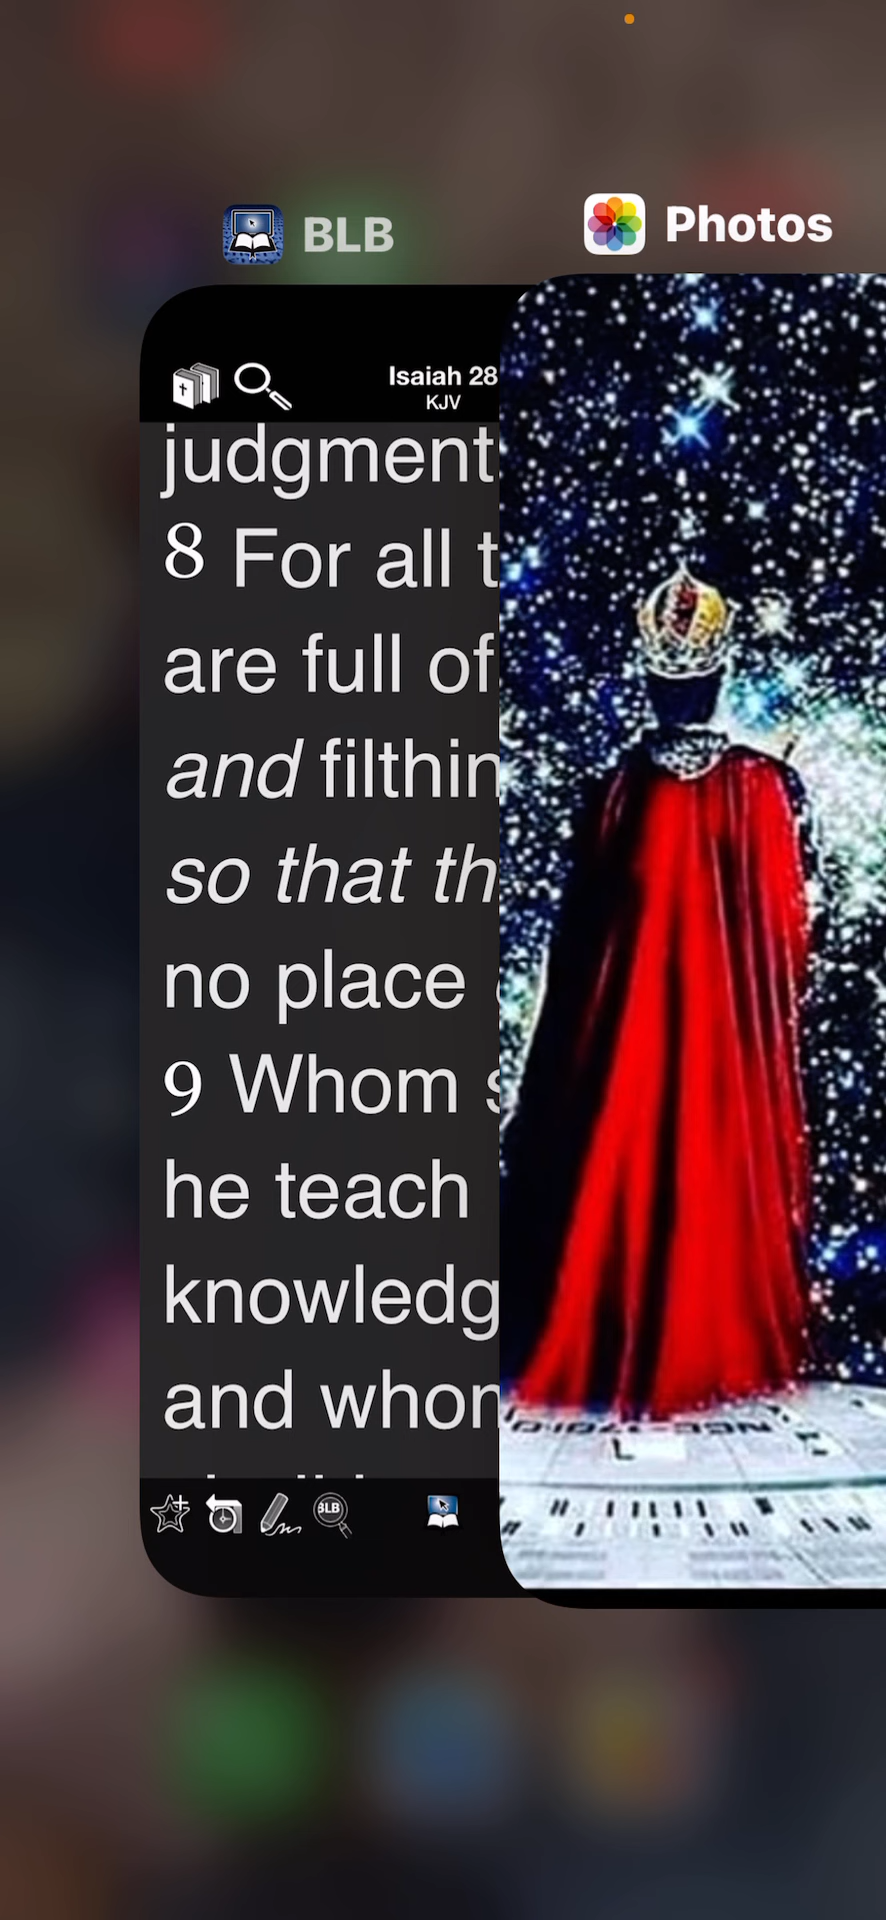 BLB
Photos
Isaiah 28
KJV
judgment
8 For all t
are full of
and filthin
so that th
no place
9 Whom s
he teach
knowledg
and whom
BLB
L